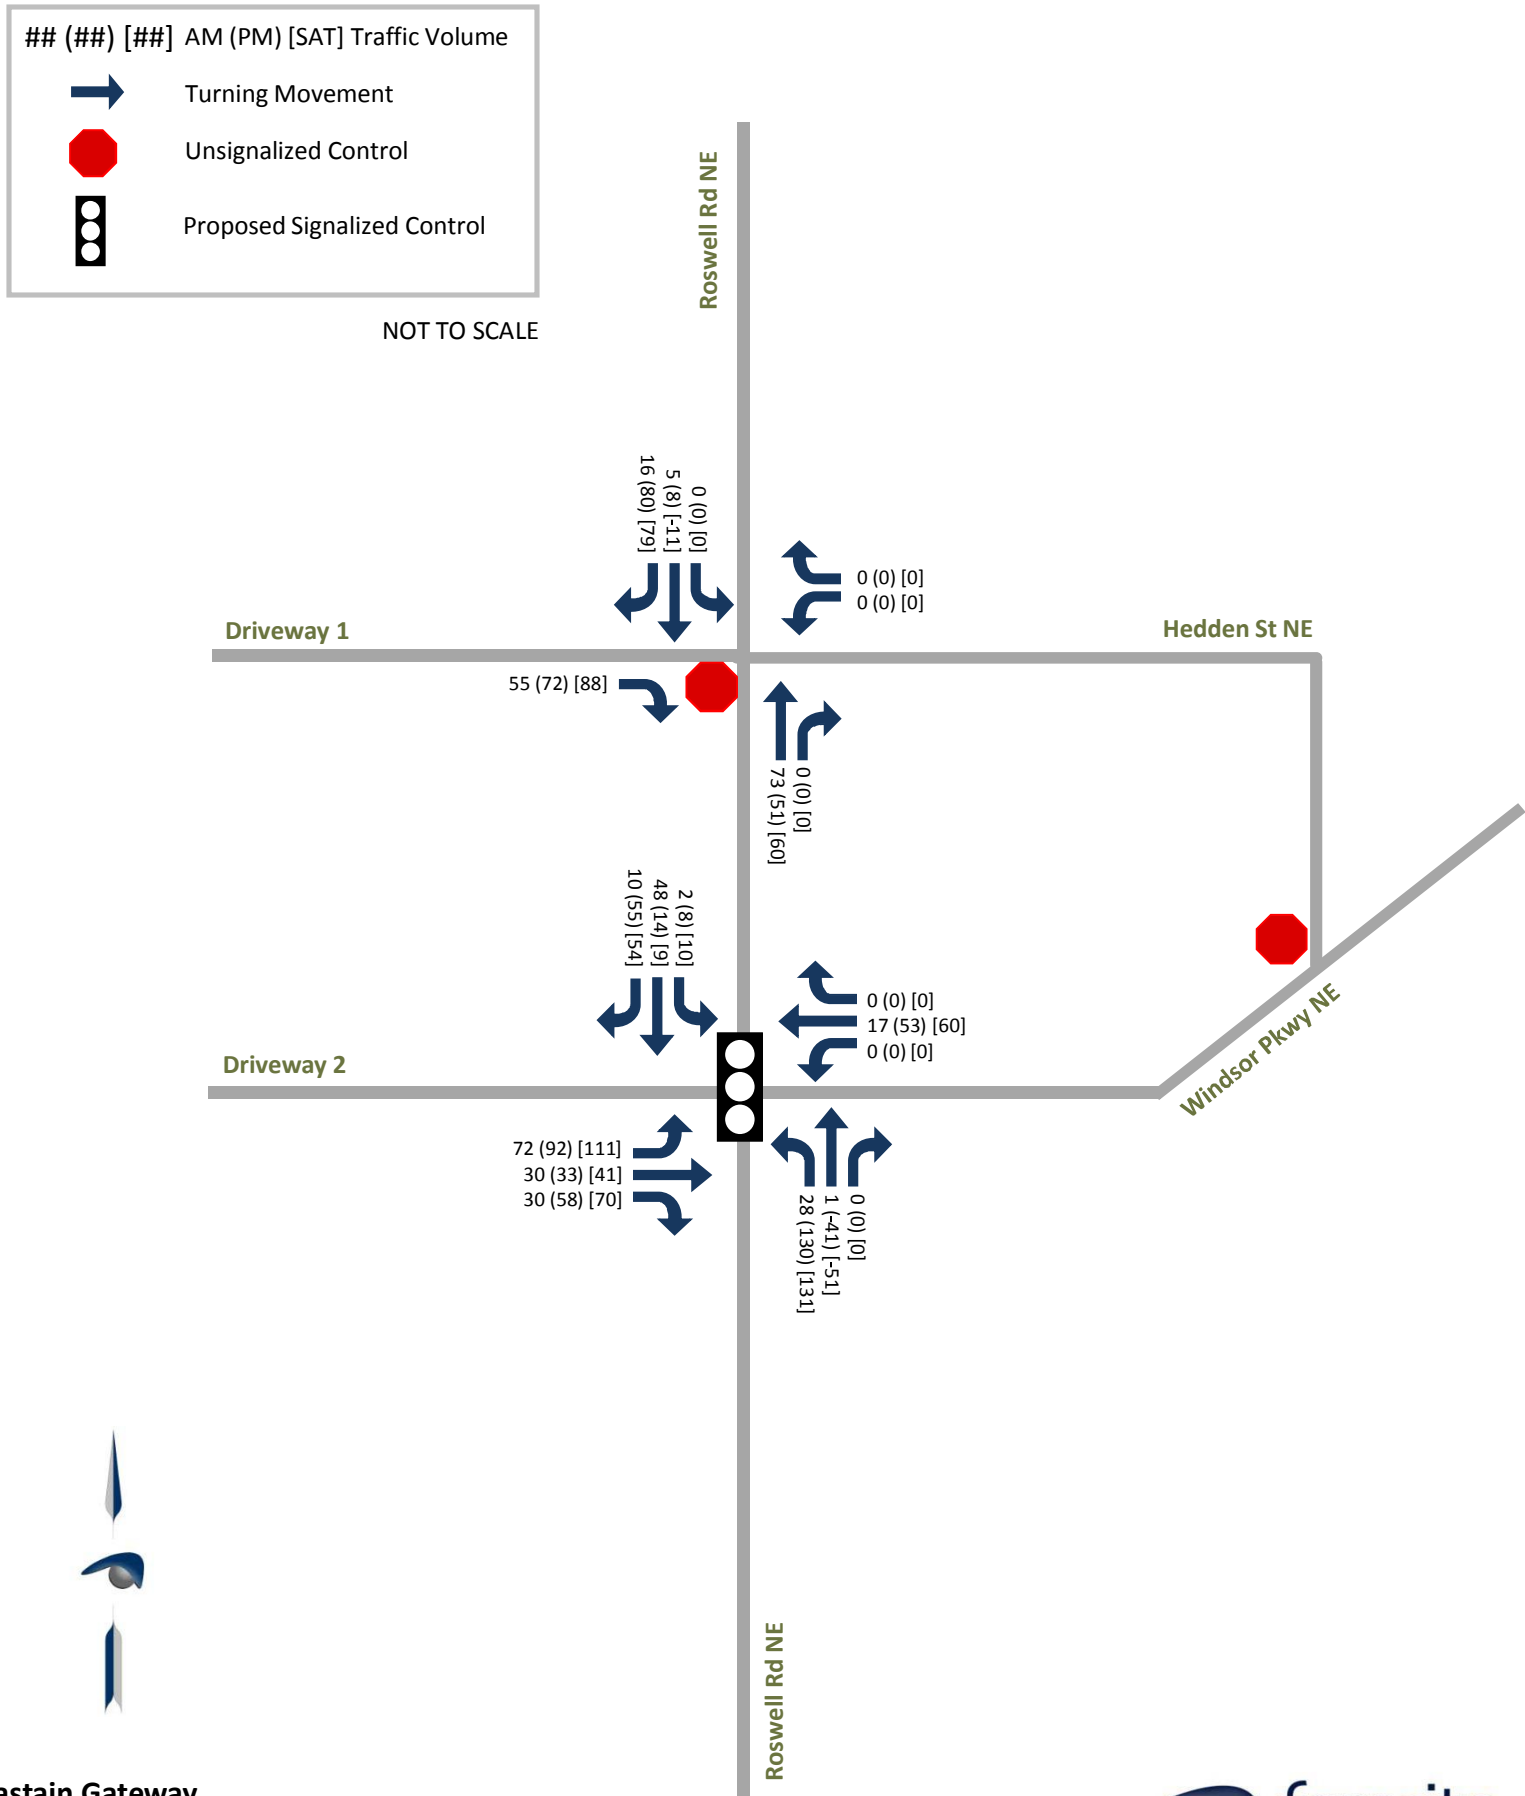 ## (##) [##] AM (PM) [SAT] Traffic Volume
Turning Movement
Unsignalized Control
Proposed Signalized Control
NOT TO SCALE
Roswell Rd NE
16 (80) [79]
5 (8) [-11]
0 (0) [0]
0 (0) [0]
0 (0) [0]
Driveway 1
Hedden St NE
55 (72) [88]
73 (51) [60]
0 (0) [0]
10 (55) [54]
48 (14) [9]
2 (8) [10]
0 (0) [0]
17 (53) [60]
0 (0) [0]
Windsor Pkwy NE
Driveway 2
72 (92) [111]
30 (33) [41]
30 (58) [70]
28 (130) [131]
1 (-41) [-51]
0 (0) [0]
Roswell Rd NE
astain Gateway